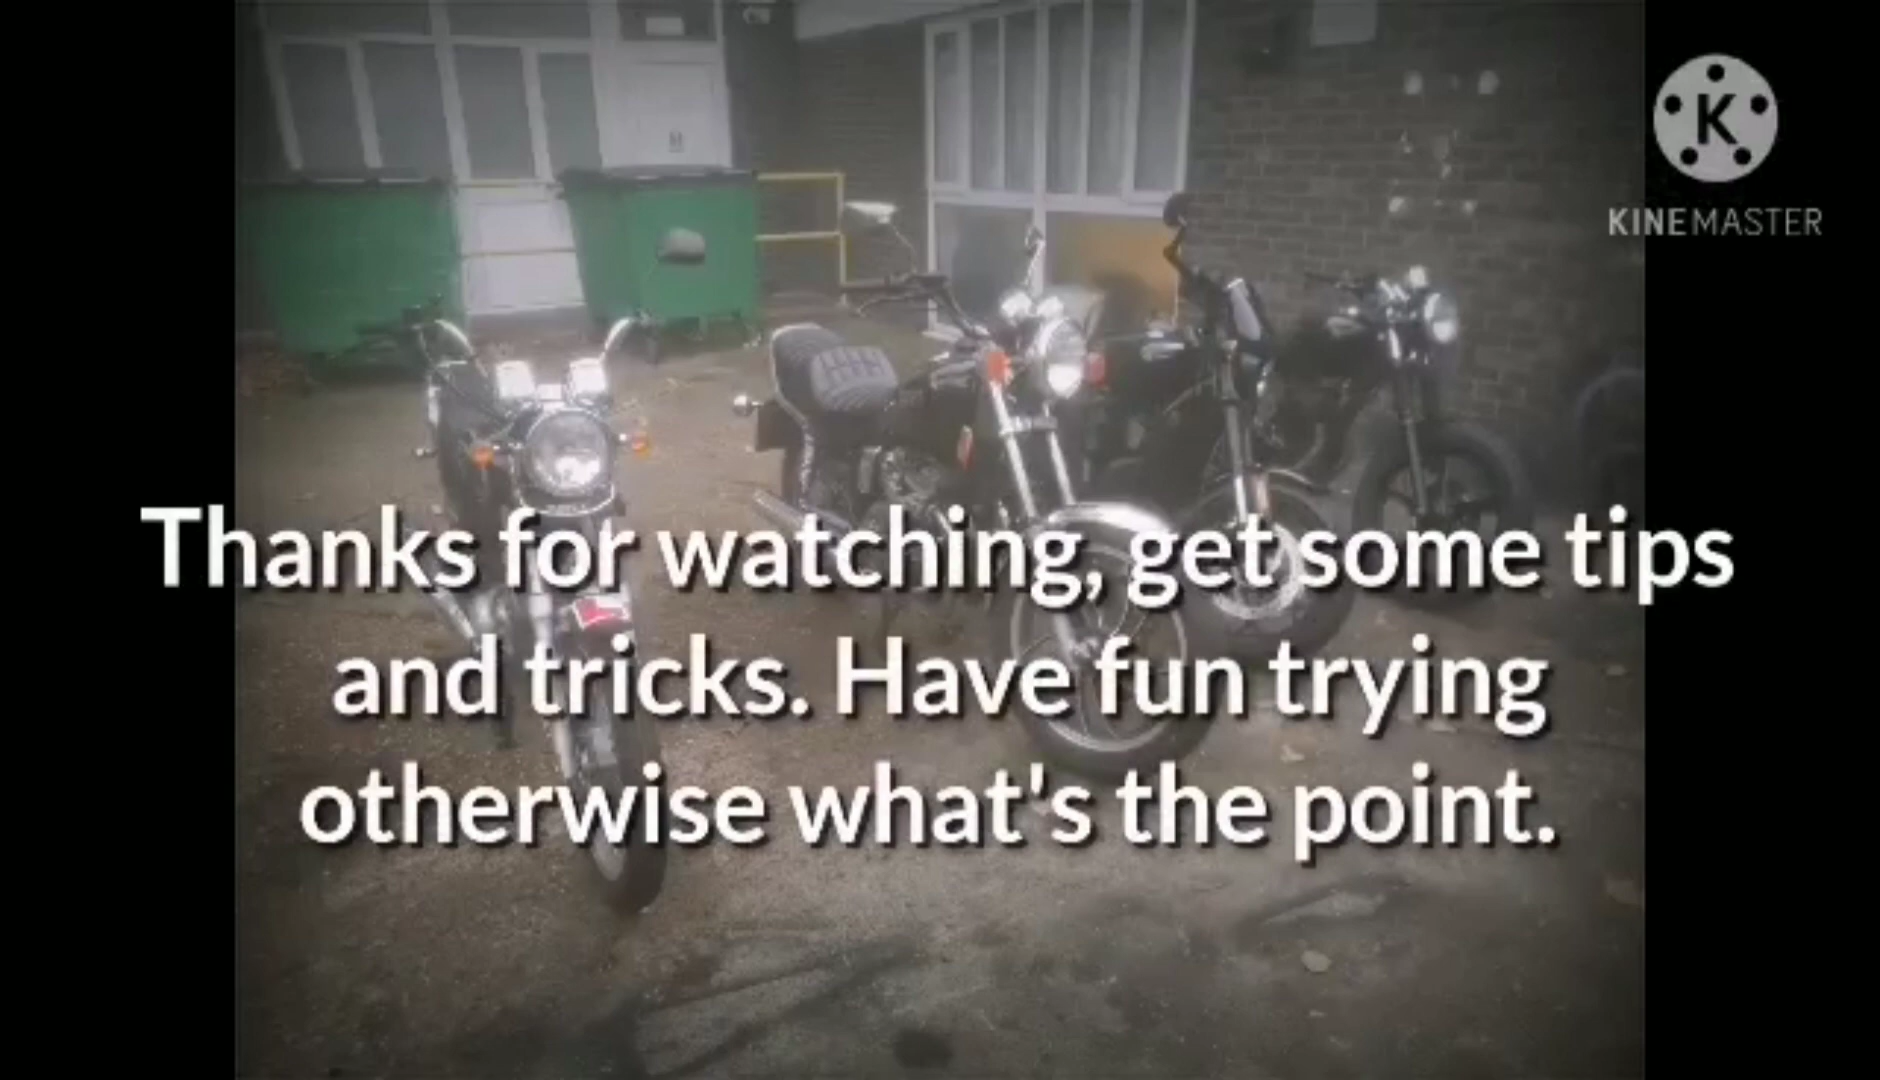 K
KINEMASTER
Thanks for watching, get some tips
and tricks. Have fun trying
otherwise what's the point.